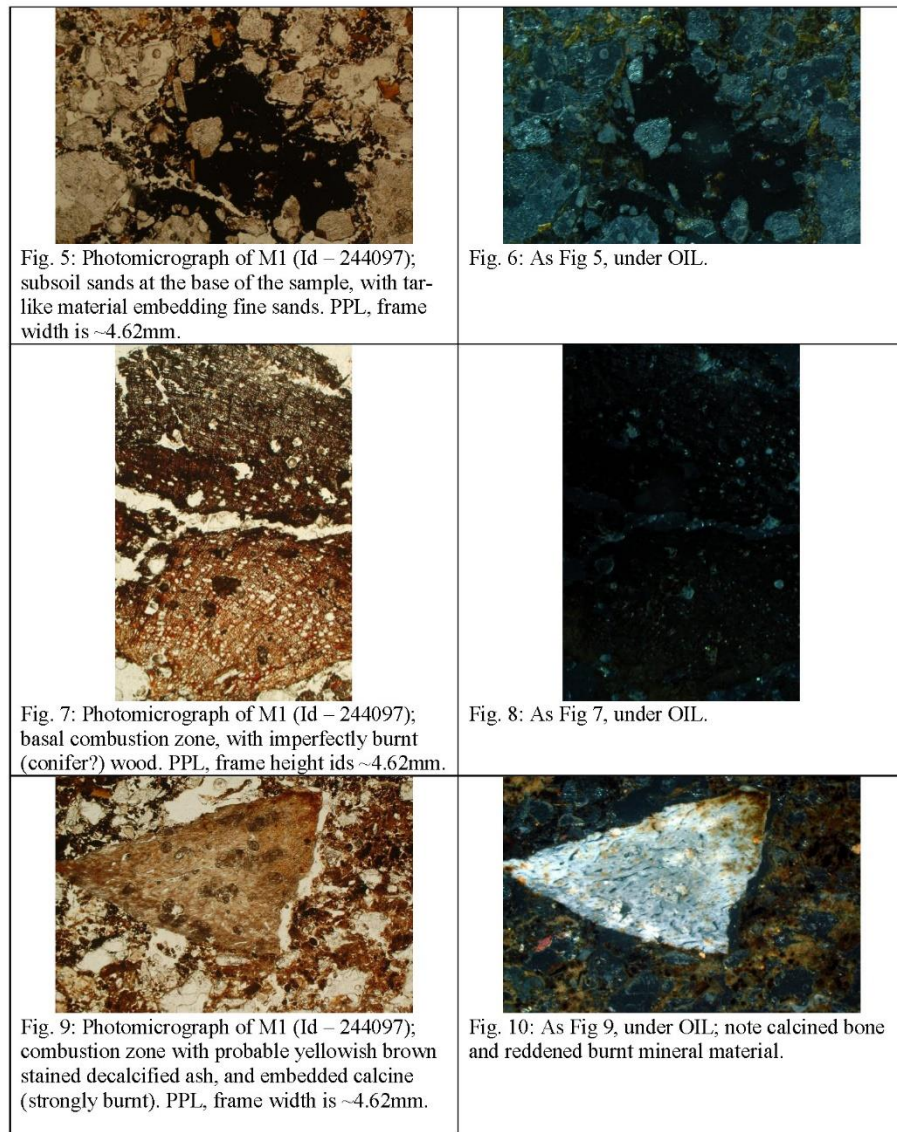 Fig. 5: Photomicrograph of M1 (Id – 244097);
subsoil sands at the base of the sample, with tar-
like material embedding fine sands. PPL, frame
width is ~4.62mm.
Fig. 6: As Fig 5, under OIL.
Fig. 7: Photomicrograph of M1 (Id – 244097);
basal combustion zone, with imperfectly burnt
(conifer?) wood. PPL, frame height ids ~4.62mm.
Fig. 8: As Fig 7, under OIL.
Fig. 9: Photomicrograph of M1 (Id – 244097);
combustion zone with probable yellowish brown
stained decalcified ash, and embedded calcine
(strongly burnt). PPL, frame width is ~4.62mm.
Fig. 10: As Fig 9, under OIL; note calcined bone
and reddened burnt mineral material.